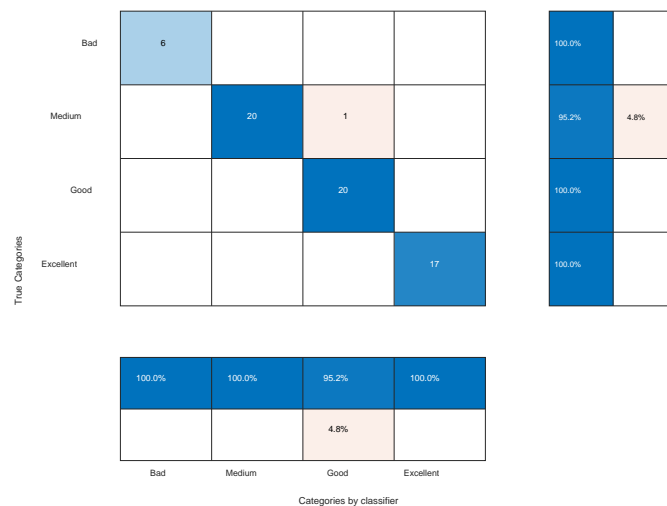 Bad 6 100.0%
Medium 20 1 95.2% 4.8%
Good 20 100.0%
Excellent 17 100.0%
True Categories
100.0% 100.0% 95.2% 100.0%
4.8%
Bad Medium Good Excellent
Categories by classifier